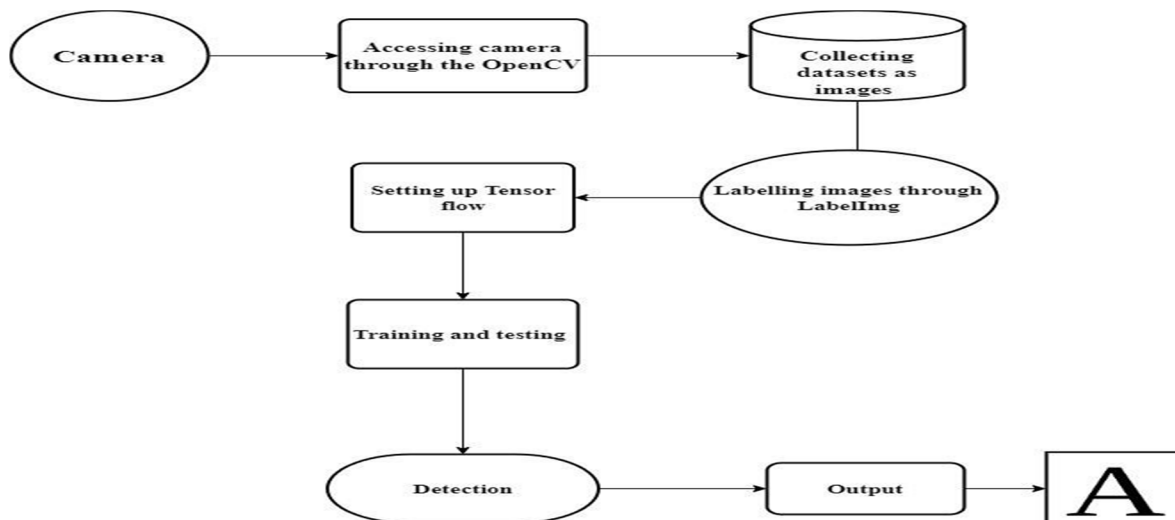 Camera
Accessing camera
through the OpenCV
Collecting
datasets as
images
Labelling images through
LabelImg
Setting up Tensor
flow
Training and testing
Detection
Output
A